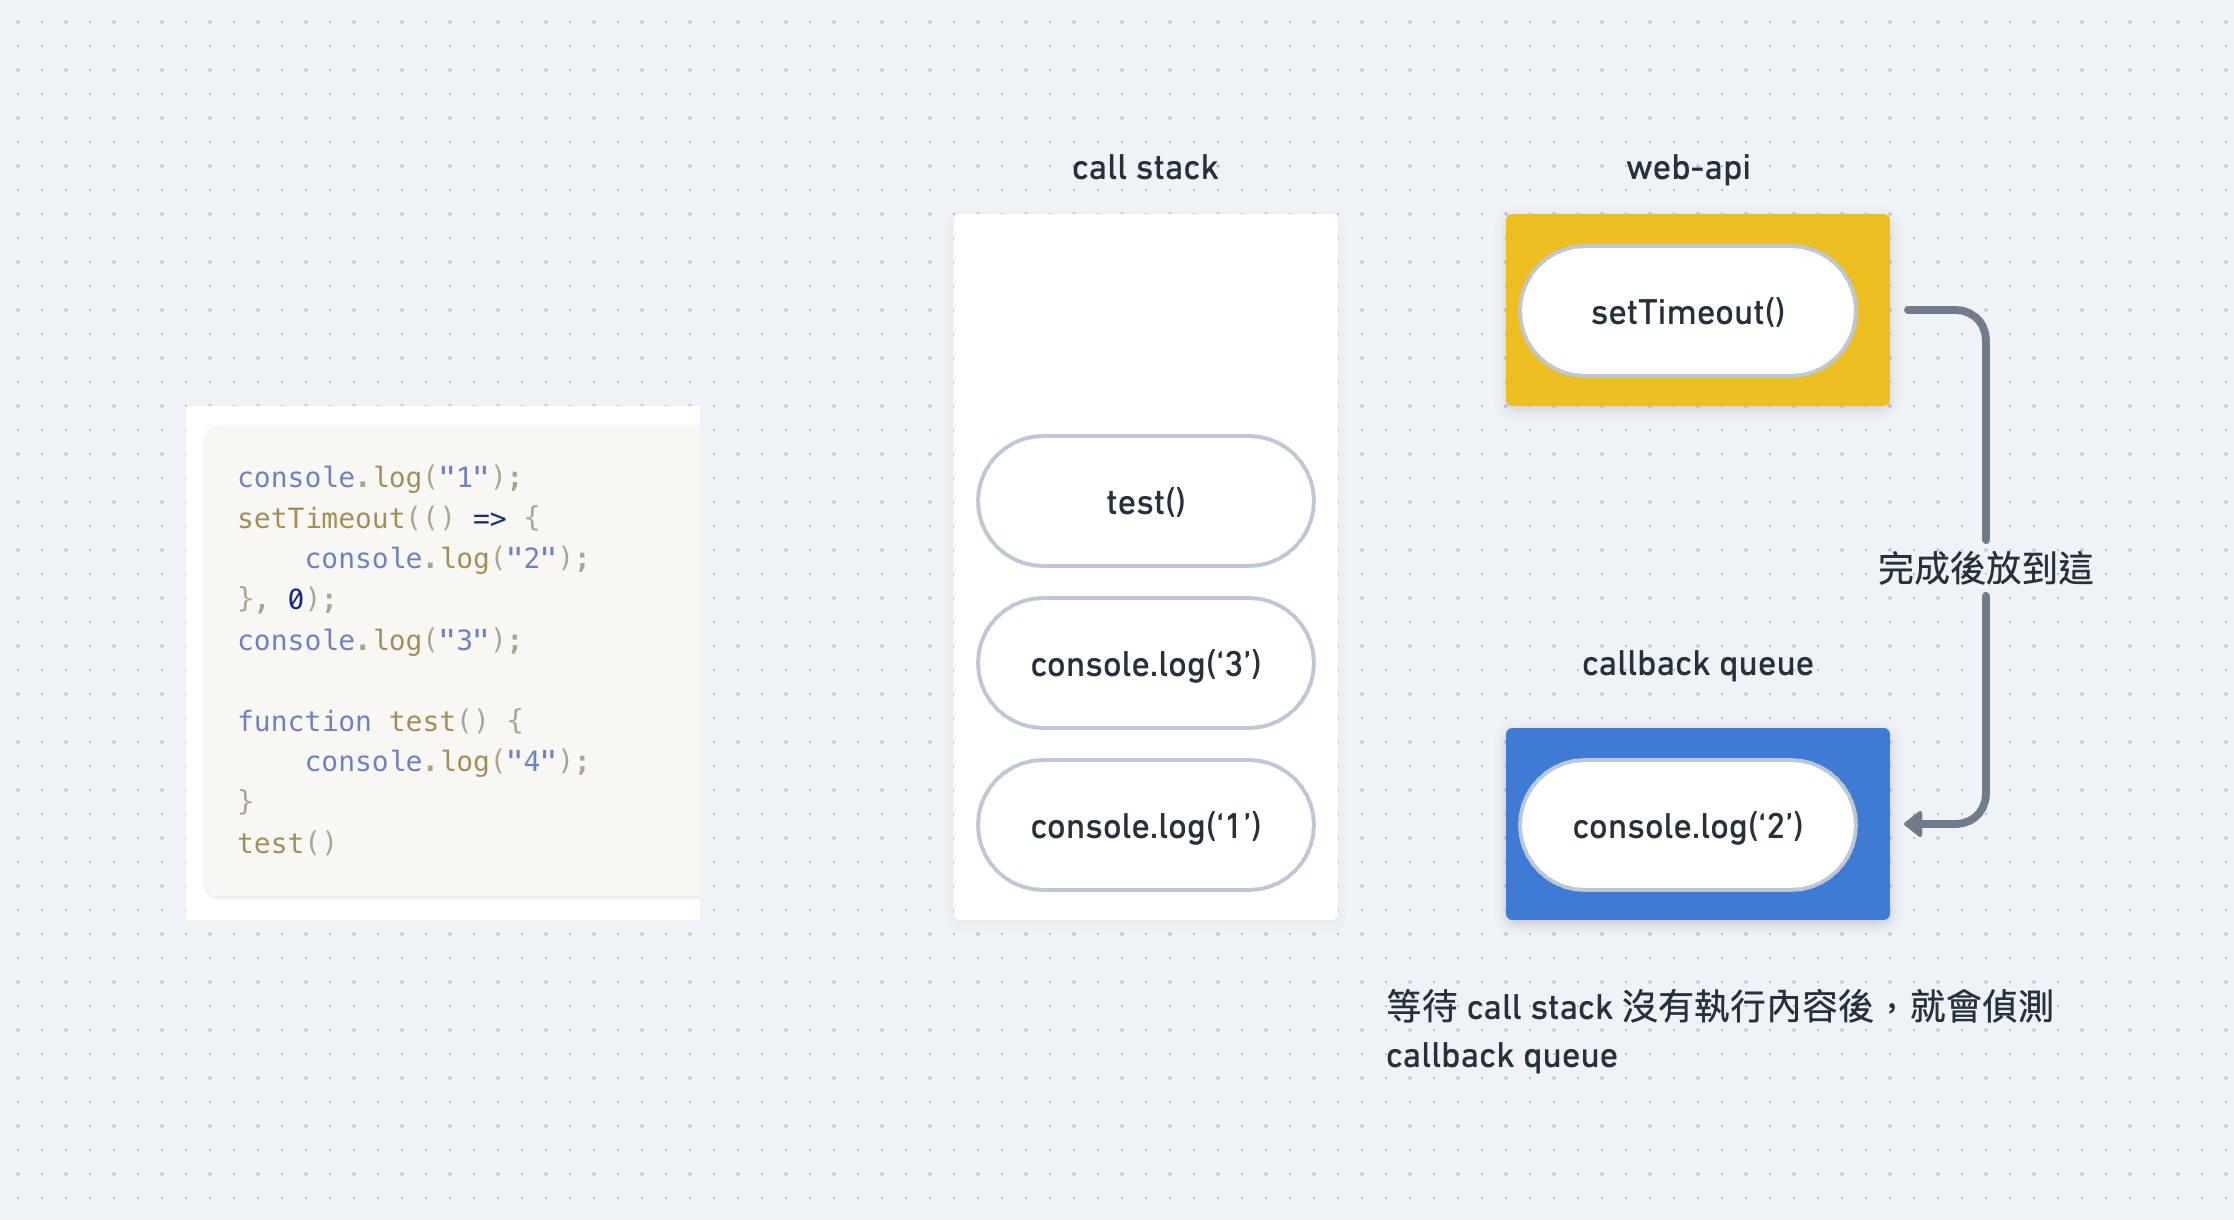 console.log("1");
setTimeout(() => {
    console.log("2");
}, 0);
console.log("3");

function test() {
    console.log("4");
}
test()
call stack
test()
console.log(‘3’)
console.log(‘1’)
web-api
setTimeout()
完成後放到這
callback queue
console.log(‘2’)
等待 call stack 沒有執行內容後，就會偵測
callback queue